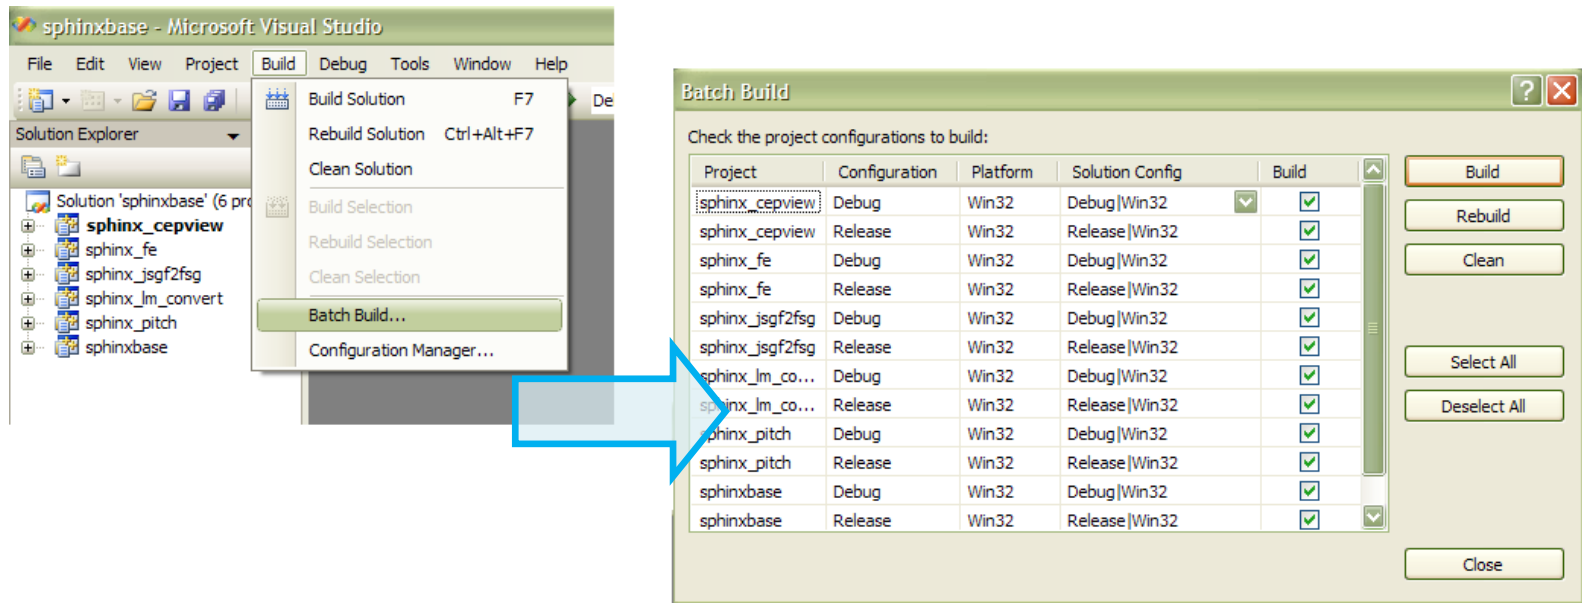 sphinxbase - Microsoft Visual Studio
File Edit View Project Build Debug Tools Window Help
De
Solution Explorer
Build Solution F7
Rebuild Solution Ctrl+Alt+F7
Clean Solution
Build Selection
Rebuild Selection
Clean Selection
Batch Build...
Configuration Manager...
Solution 'sphinxbase' (6 pro
sphinx_cepview
sphinx_fe
sphinx_jsgf2fsg
sphinx_lm_convert
sphinx_pitch
sphinxbase
Batch Build
Check the project configurations to build:
Project Configuration Platform Solution Config Build
sphinx_cepview Debug Win32 Debug|Win32
sphinx_cepview Release Win32 Release|Win32
sphinx_fe Debug Win32 Debug|Win32
sphinx_fe Release Win32 Release|Win32
sphinx_jsgf2fsg Debug Win32 Debug|Win32
sphinx_jsgf2fsg Release Win32 Release|Win32
sphinx_lm_co... Debug Win32 Debug|Win32
sphinx_lm_co... Release Win32 Release|Win32
sphinx_pitch Debug Win32 Debug|Win32
sphinx_pitch Release Win32 Release|Win32
sphinxbase Debug Win32 Debug|Win32
sphinxbase Release Win32 Release|Win32
Build
Rebuild
Clean
Select All
Deselect All
Close